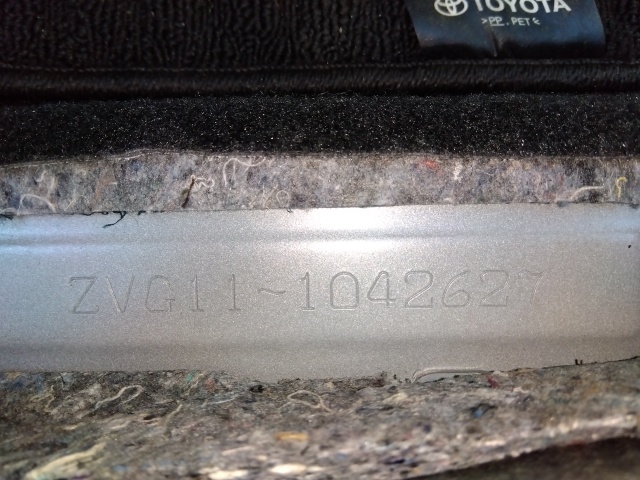 TOYOTA
>PP, PET<
ZVG11-1042627